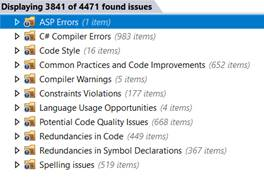 Displaying 3841 of 4471 found issues
ASP Errors (1 item)
C# Compiler Errors (983 items)
Code Style (16 items)
Common Practices and Code Improvements (652 items)
Compiler Warnings (5 items)
Constraints Violations (177 items)
Language Usage Opportunities (4 items)
Potential Code Quality Issues (668 items)
Redundancies in Code (449 items)
Redundancies in Symbol Declarations (367 items)
Spelling issues (519 items)